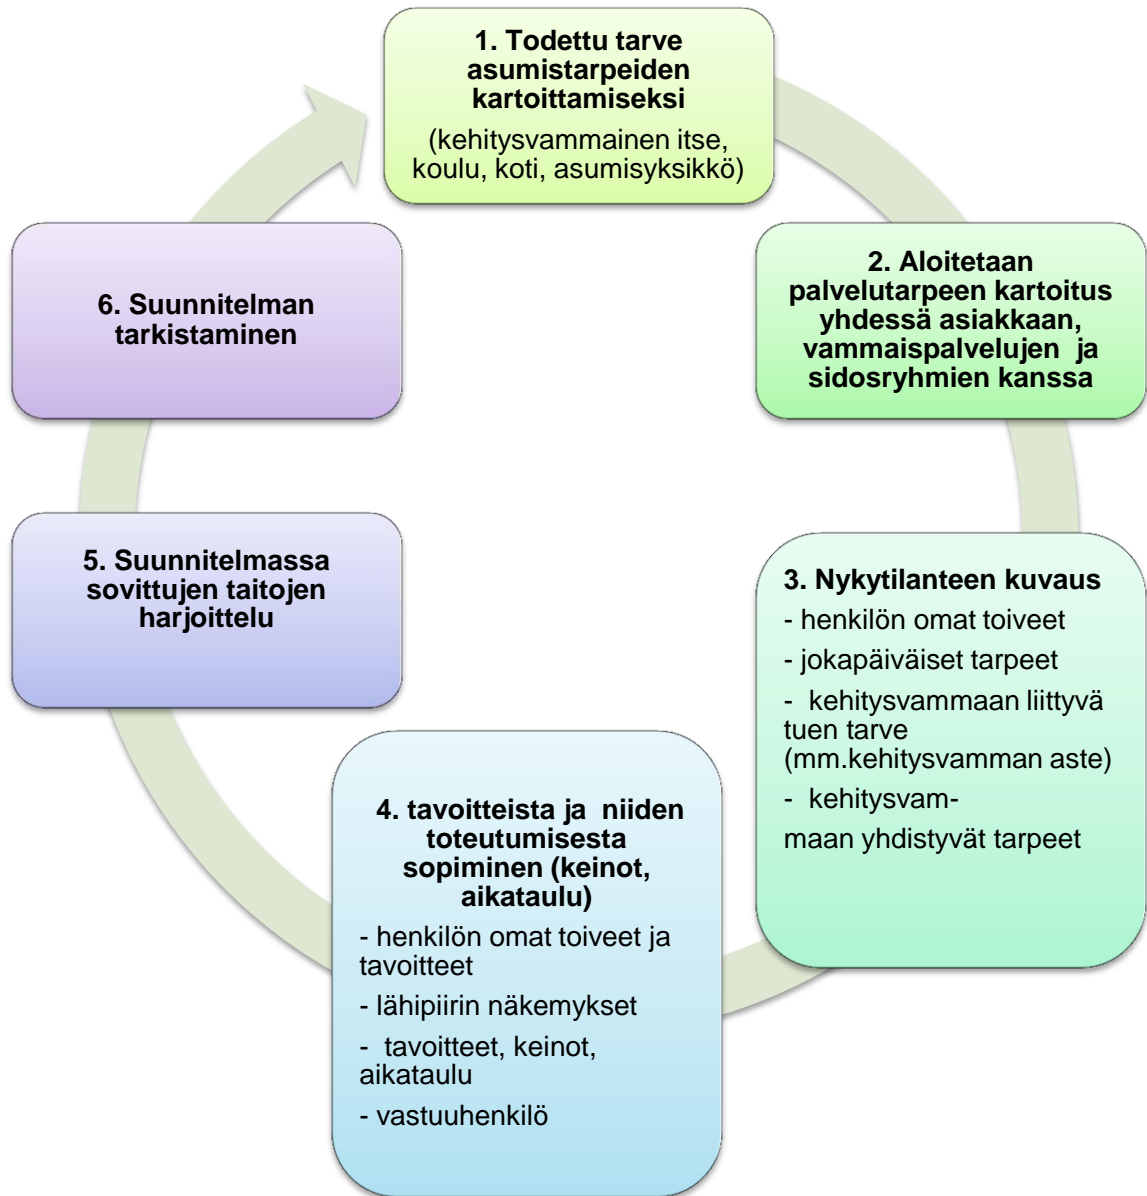 1. Todettu tarve
asumistarpeiden
kartoittamiseksi
(kehitysvammainen itse,
koulu, koti, asumisyksikkö)
2. Aloitetaan
palvelutarpeen kartoitus
yhdessä asiakkaan,
vammaispalvelujen ja
sidosryhmien kanssa
3. Nykytilanteen kuvaus
- henkilön omat toiveet
- jokapäiväiset tarpeet
- kehitysvammaan liittyvä
tuen tarve
(mm.kehitysvamman aste)
- kehitysvam-
maan yhdistyvät tarpeet
4. tavoitteista ja niiden
toteutumisesta
sopiminen (keinot,
aikataulu)
- henkilön omat toiveet ja
tavoitteet
- lähipiirin näkemykset
- tavoitteet, keinot,
aikataulu
- vastuuhenkilö
5. Suunnitelmassa
sovittujen taitojen
harjoittelu
6. Suunnitelman
tarkistaminen